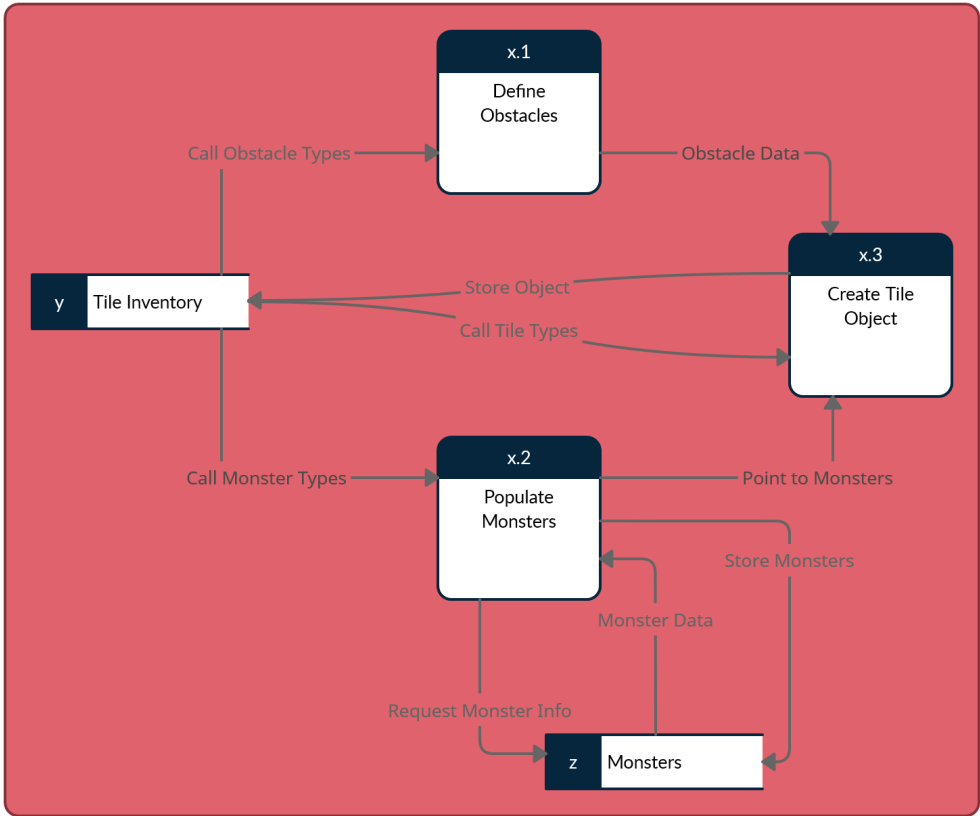 x.1
Define
Obstacles
Call Obstacle Types
Obstacle Data
x.3
Create Tile
Object
y
Tile Inventory
Store Object
Call Tile Types
x.2
Populate
Monsters
Call Monster Types
Point to Monsters
Store Monsters
Monster Data
Request Monster Info
z
Monsters